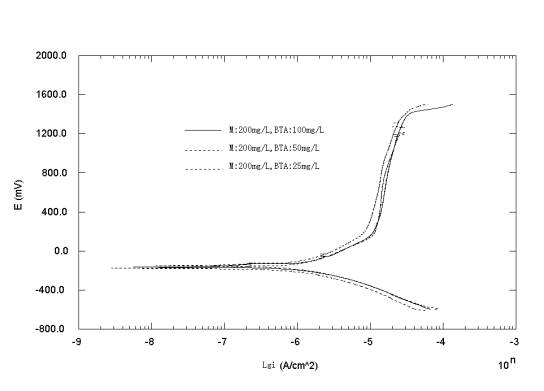 2000.0
1600.0
1200.0
800.0
400.0
0.0
-400.0
-800.0
E (mV)
M:200mg/L,BTA:100mg/L
M:200mg/L,BTA:50mg/L
M:200mg/L,BTA:25mg/L
-9 -8 -7 -6 -5 -4 -3
Lgi (A/cm^2) 10^n